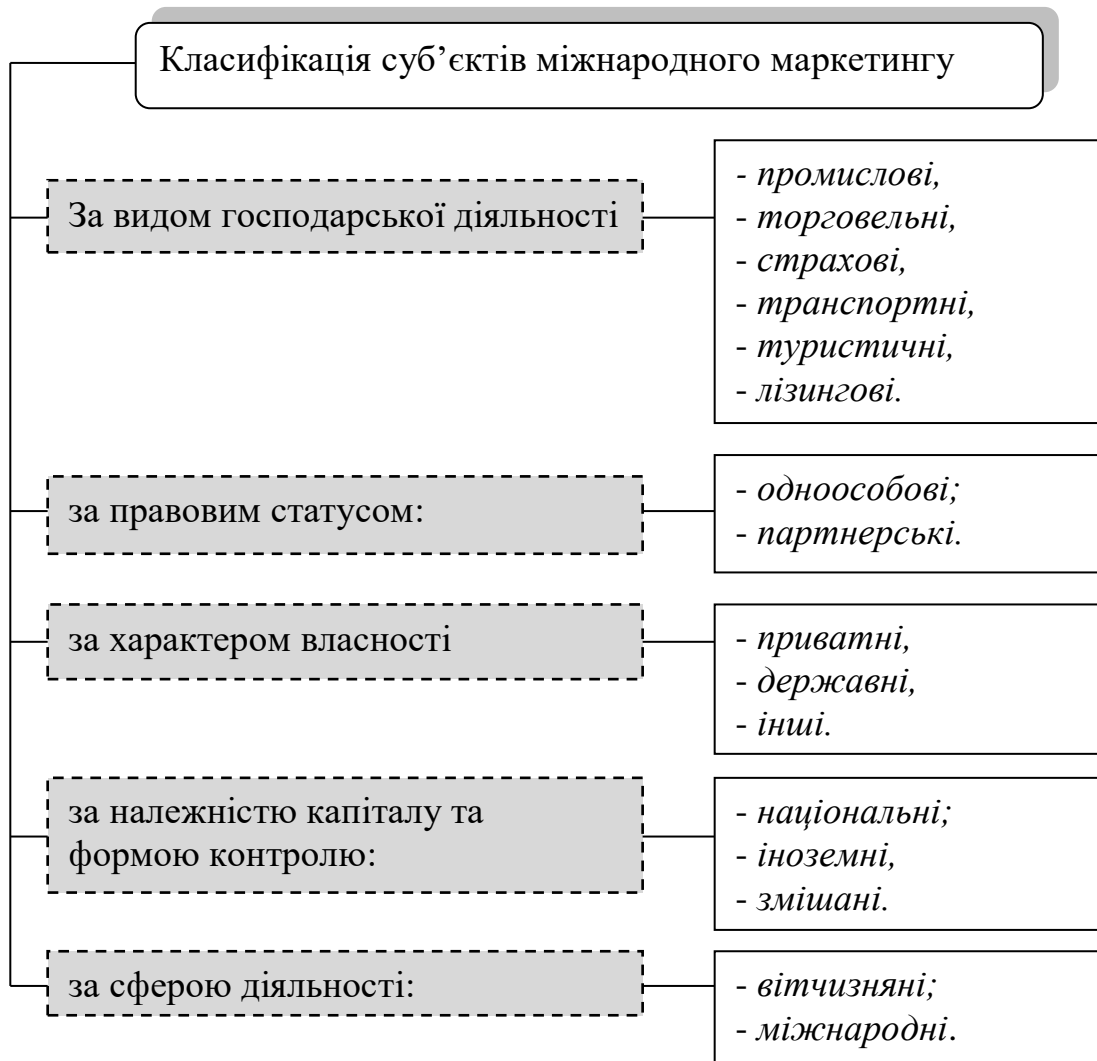 Класифікація суб’єктів міжнародного маркетингу
За видом господарської діяльності
- промислові,
- торговельні,
- страхові,
- транспортні,
- туристичні,
- лізингові.
за правовим статусом:
- одноособові;
- партнерські.
за характером власності
- приватні,
- державні,
- інші.
за належністю капіталу та
формою контролю:
- національні;
- іноземні,
- змішані.
за сферою діяльності:
- вітчизняні;
- міжнародні.